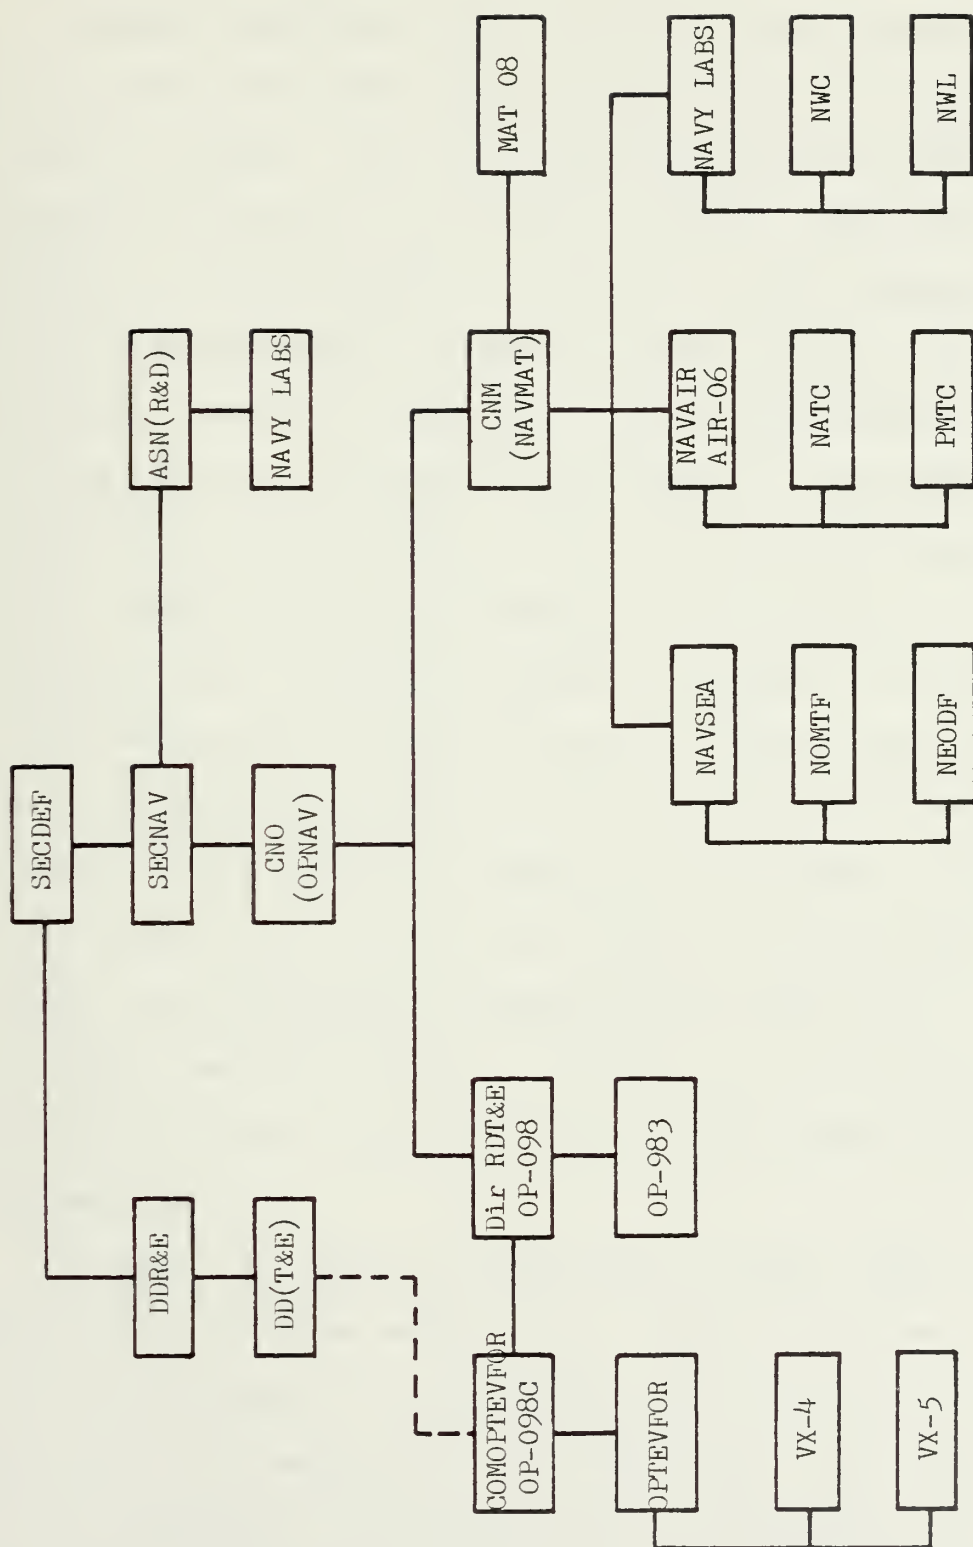 SECDEF
DDR&E
SECNAV
ASN(R&D)
DD(T&E)
CNO
(OPNAV)
NAVY LABS
COMOPTEVFOR
OP-098C
Dir RDT&E
OP-098
CNM
(NAVMAT)
MAT 08
OPTEVFOR
OP-983
NAVSEA
NAVAIR
AIR-06
NAVY LABS
VX-4
NOMTF
NATC
NWC
VX-5
NEODF
PMTC
NWL